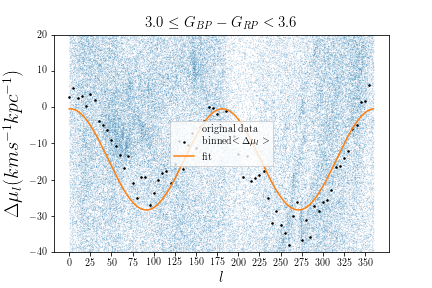 3.0 ≤ G_BP − G_RP < 3.6
Δμ_l(kms^−1kpc^−1)
20
10
0
−10
−20
−30
−40
original data
binned< Δμ_l >
fit
0 25 50 75 100 125 150 175 200 225 250 275 300 325 350
l